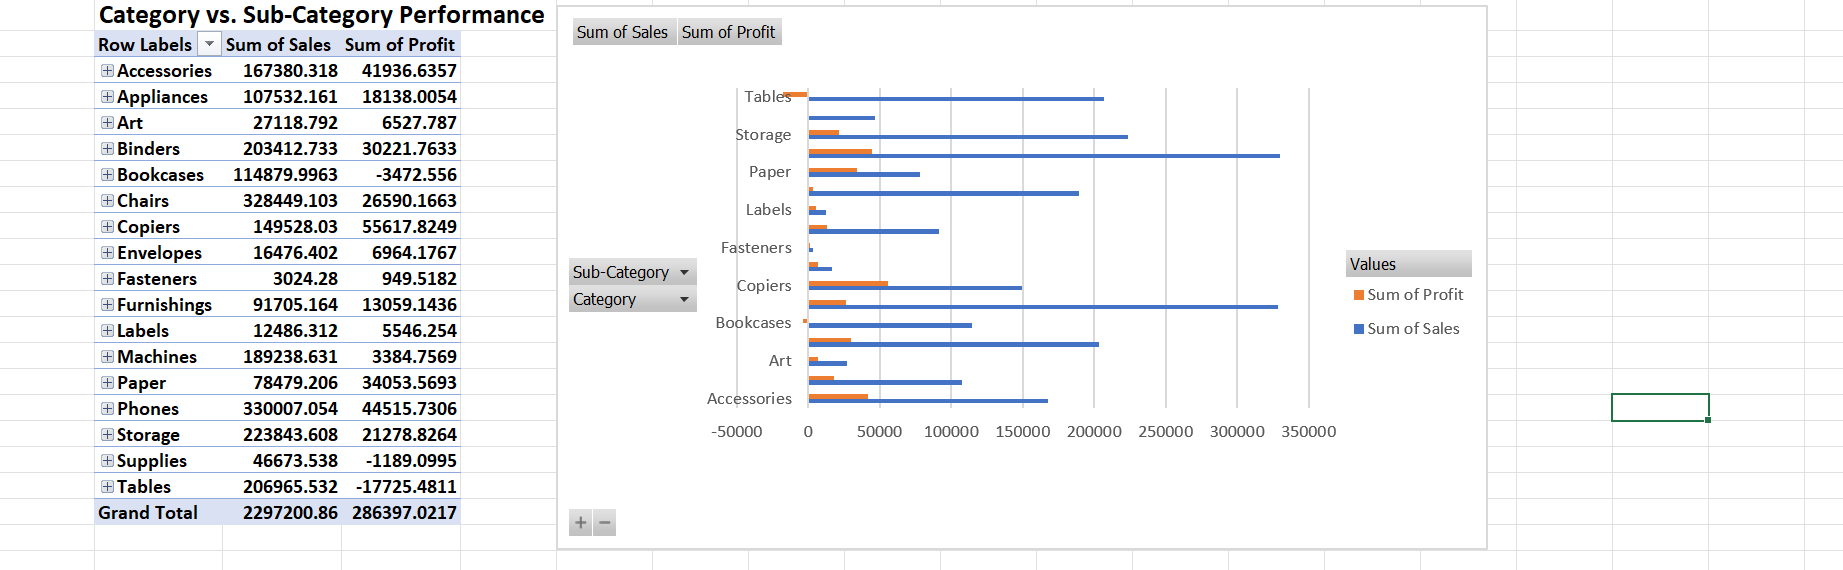 Category vs. Sub-Category Performance
Row Labels Sum of Sales Sum of Profit
Accessories 167380.318 41936.6357
Appliances 107532.161 18138.0054
Art 27118.792 6527.787
Binders 203412.733 30221.7633
Bookcases 114879.9963 -3472.556
Chairs 328449.103 26590.1663
Copiers 149528.03 55617.8249
Envelopes 16476.402 6964.1767
Fasteners 3024.28 949.5182
Furnishings 91705.164 13059.1436
Labels 12486.312 5546.254
Machines 189238.631 3384.7569
Paper 78479.206 34053.5693
Phones 330007.054 44515.7306
Storage 223843.608 21278.8264
Supplies 46673.538 -1189.0995
Tables 206965.532 -17725.4811
Grand Total 2297200.86 286397.0217
Sum of Sales Sum of Profit
Tables
Storage
Paper
Labels
Fasteners
Copiers
Bookcases
Art
Accessories
-50000 0 50000 100000 150000 200000 250000 300000 350000
Sub-Category
Category
Values
Sum of Profit
Sum of Sales